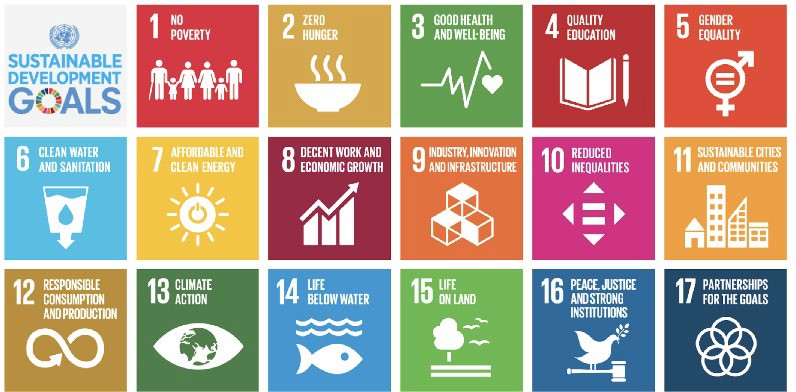 SUSTAINABLE
DEVELOPMENT
GOALS
1 NO
POVERTY
2 ZERO
HUNGER
3 GOOD HEALTH
AND WELL-BEING
4 QUALITY
EDUCATION
5 GENDER
EQUALITY
6 CLEAN WATER
AND SANITATION
7 AFFORDABLE AND
CLEAN ENERGY
8 DECENT WORK AND
ECONOMIC GROWTH
9 INDUSTRY, INNOVATION
AND INFRASTRUCTURE
10 REDUCED
INEQUALITIES
11 SUSTAINABLE CITIES
AND COMMUNITIES
12 RESPONSIBLE
CONSUMPTION
AND PRODUCTION
13 CLIMATE
ACTION
14 LIFE
BELOW WATER
15 LIFE
ON LAND
16 PEACE, JUSTICE
AND STRONG
INSTITUTIONS
17 PARTNERSHIPS
FOR THE GOALS